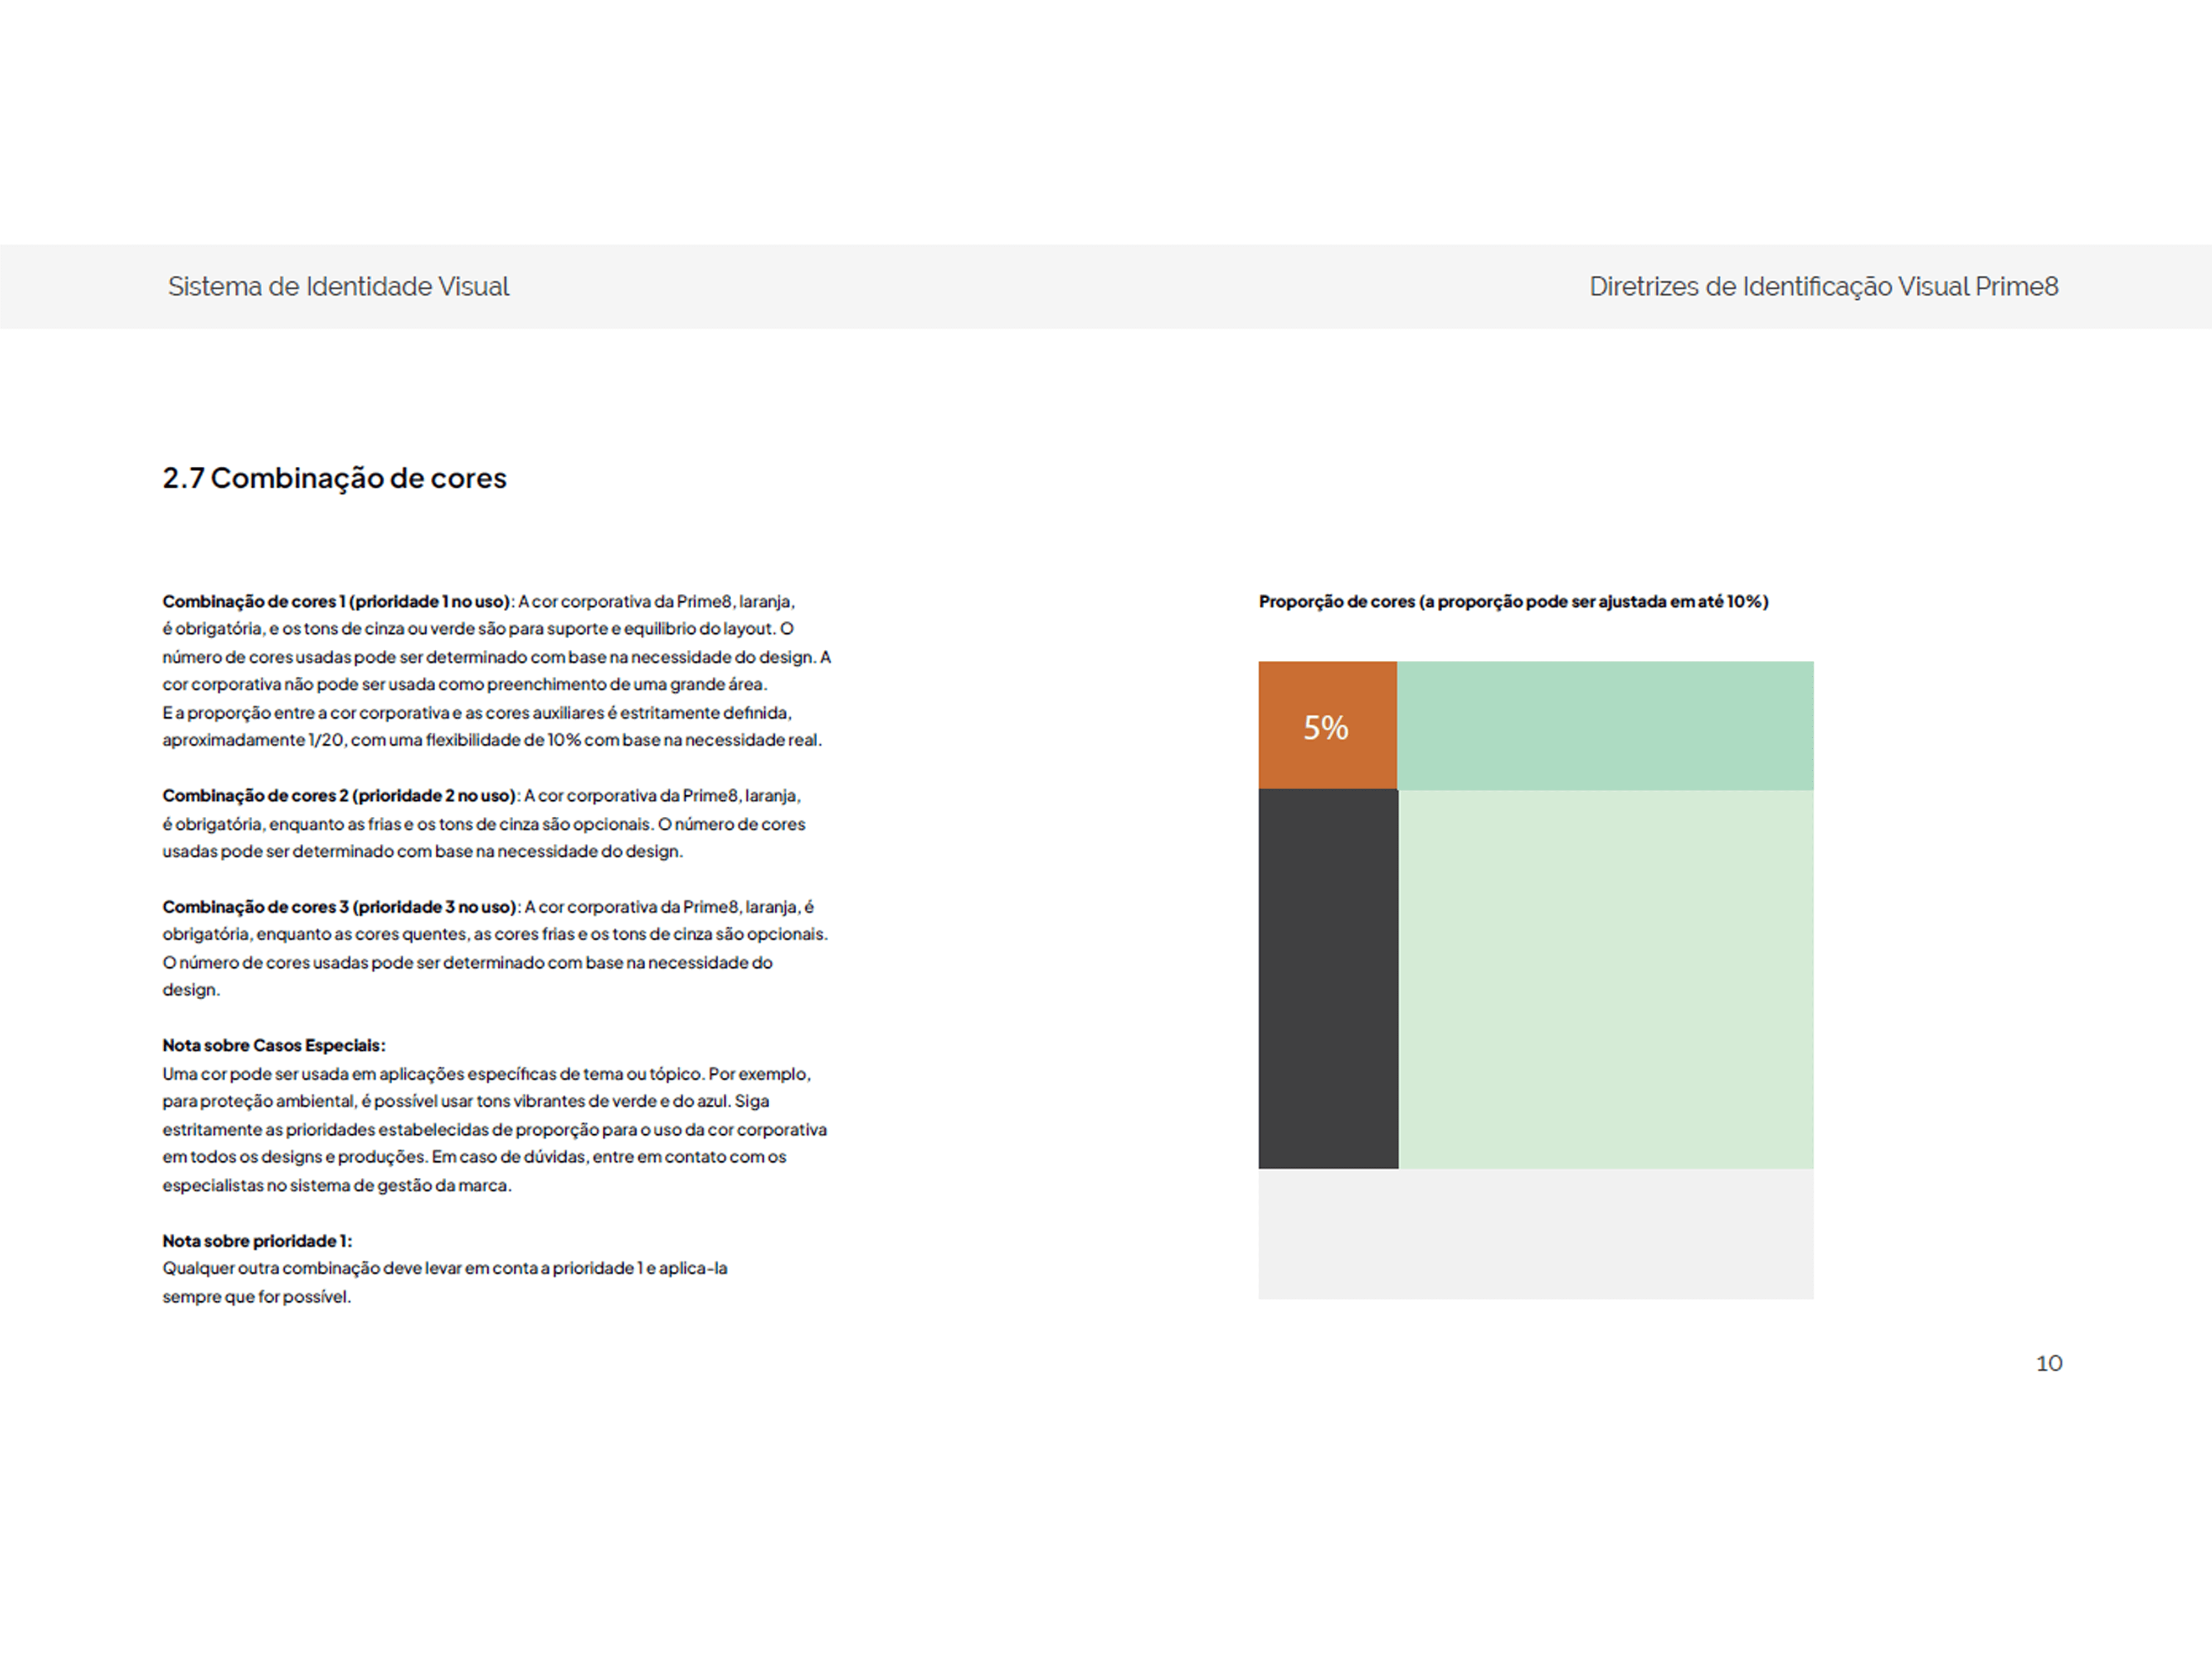 Sistema de Identidade Visual
Diretrizes de Identificação Visual Prime8
2.7 Combinação de cores
Combinação de cores 1 (prioridade 1 no uso): A cor corporativa da Prime8, laranja,
é obrigatória, e os tons de cinza ou verde são para suporte e equilibrio do layout. O
número de cores usadas pode ser determinado com base na necessidade do design. A
cor corporativa não pode ser usada como preenchimento de uma grande área.
E a proporção entre a cor corporativa e as cores auxiliares é estritamente definida,
aproximadamente 1/20, com uma flexibilidade de 10% com base na necessidade real.
Combinação de cores 2 (prioridade 2 no uso): A cor corporativa da Prime8, laranja,
é obrigatória, enquanto as frias e os tons de cinza são opcionais. O número de cores
usadas pode ser determinado com base na necessidade do design.
Combinação de cores 3 (prioridade 3 no uso): A cor corporativa da Prime8, laranja, é
obrigatória, enquanto as cores quentes, as cores frias e os tons de cinza são opcionais.
O número de cores usadas pode ser determinado com base na necessidade do
design.
Nota sobre Casos Especiais:
Uma cor pode ser usada em aplicações específicas de tema ou tópico. Por exemplo,
para proteção ambiental, é possível usar tons vibrantes de verde e do azul. Siga
estritamente as prioridades estabelecidas de proporção para o uso da cor corporativa
em todos os designs e produções. Em caso de dúvidas, entre em contato com os
especialistas no sistema de gestão da marca.
Nota sobre prioridade 1:
Qualquer outra combinação deve levar em conta a prioridade 1 e aplica-la
sempre que for possível.
Proporção de cores (a proporção pode ser ajustada em até 10%)
5%
10